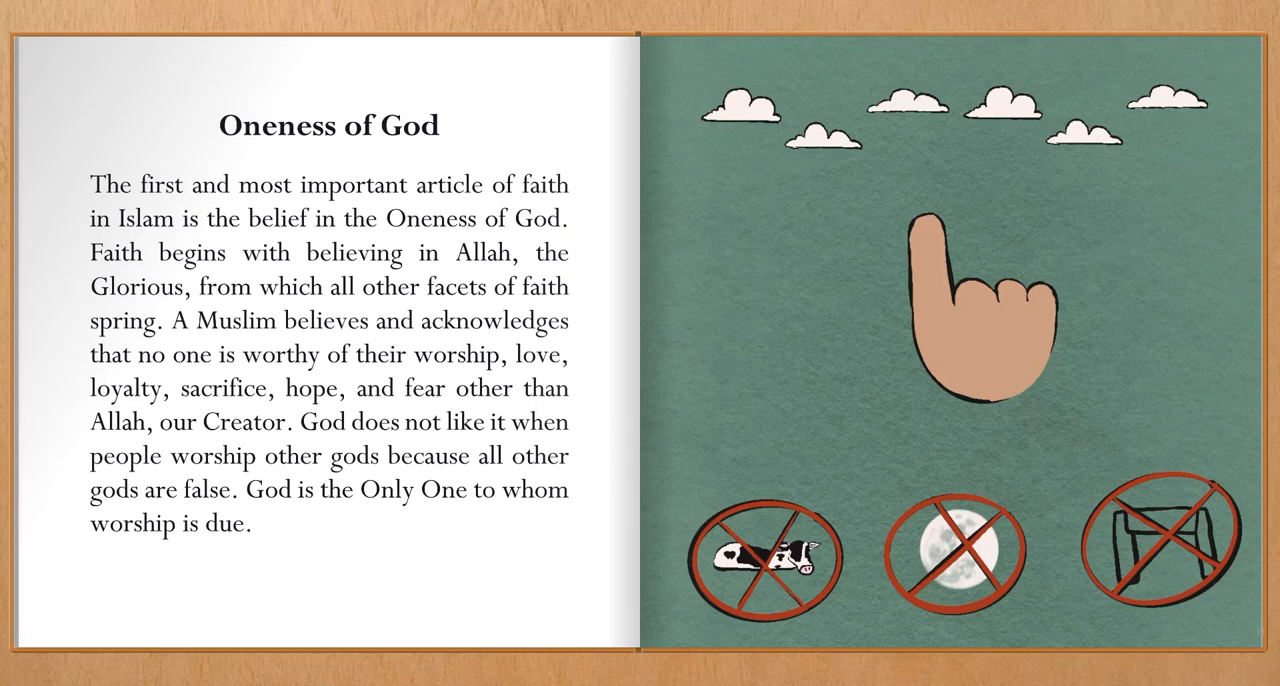 Oneness of God
The first and most important article of faith
in Islam is the belief in the Oneness of God.
Faith begins with believing in Allah, the
Glorious, from which all other facets of faith
spring. A Muslim believes and acknowledges
that no one is worthy of their worship, love,
loyalty, sacrifice, hope, and fear other than
Allah, our Creator. God does not like it when
people worship other gods because all other
gods are false. God is the Only One to whom
worship is due.